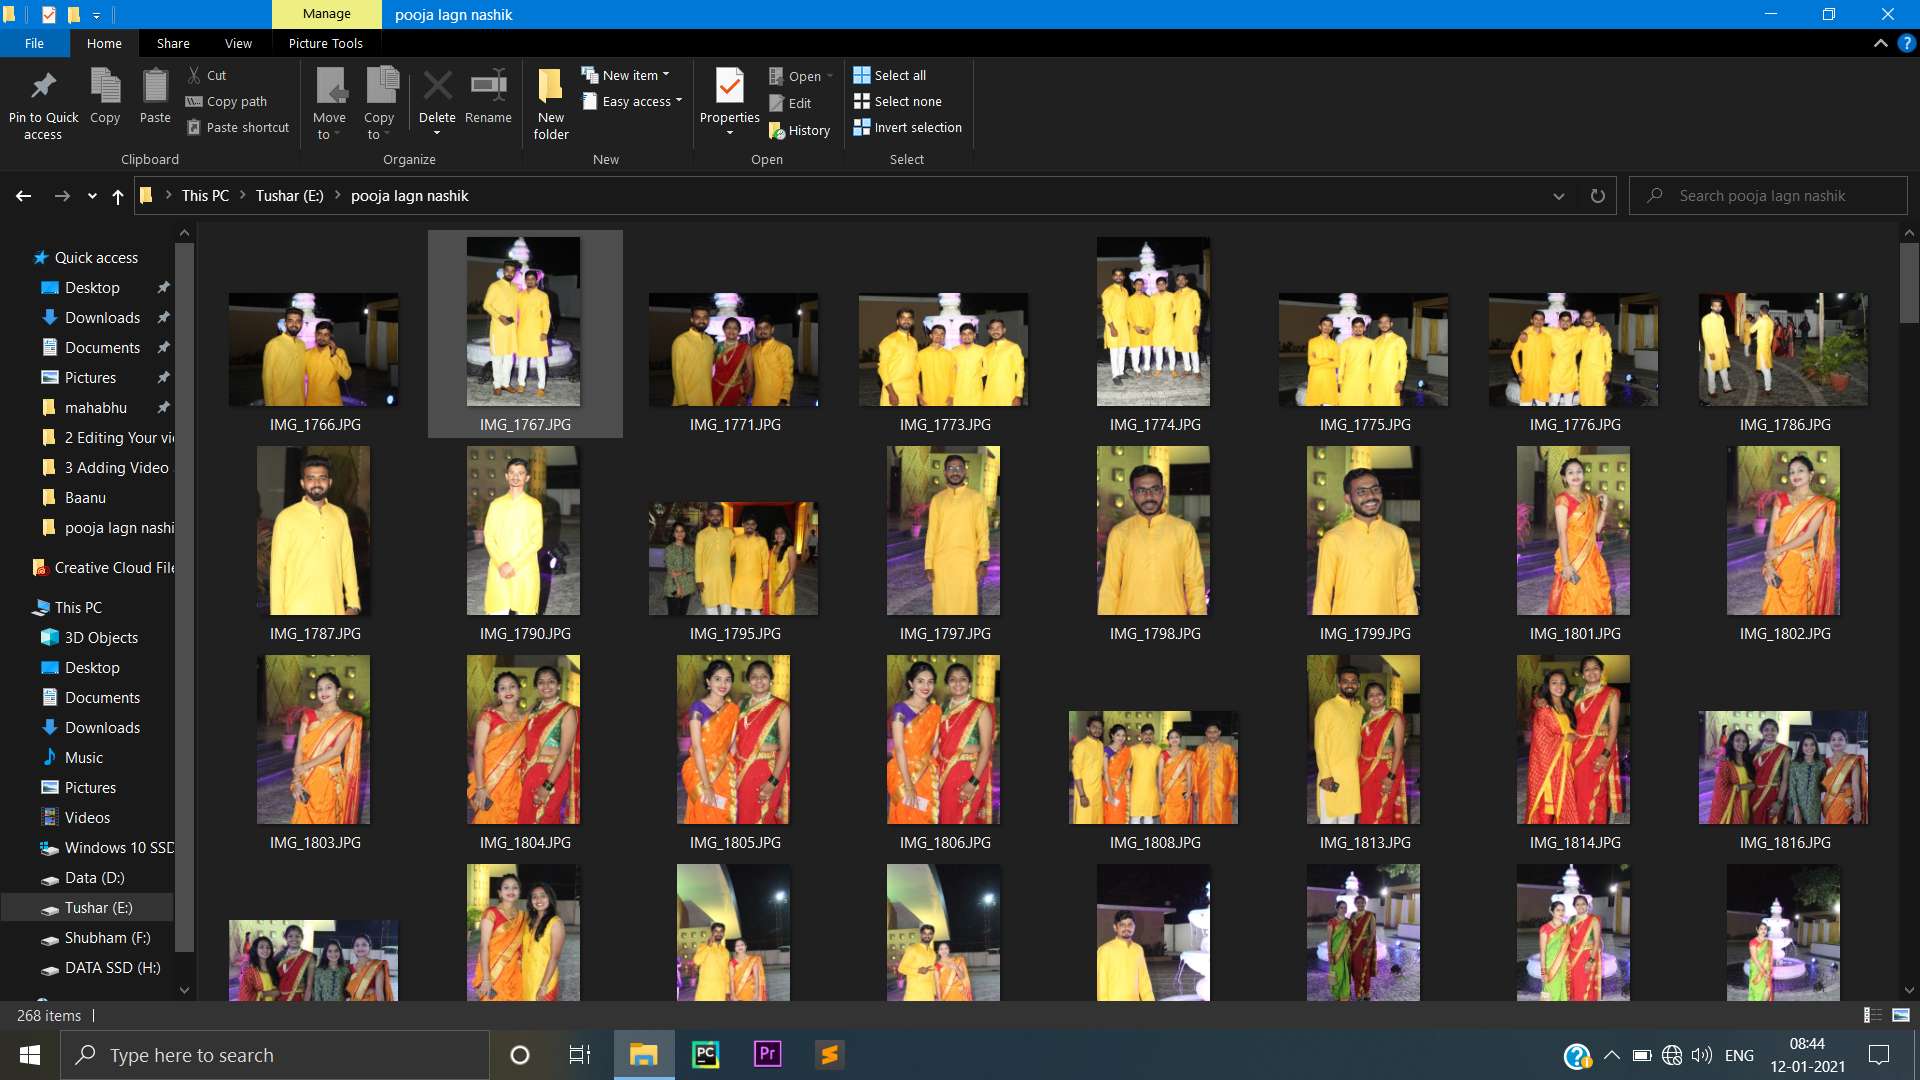 Manage
pooja lagn nashik
File
Home
Share
View
Picture Tools
Pin to Quick access
Copy
Paste
Cut
Copy path
Paste shortcut
Clipboard
Move to
Copy to
Delete
Rename
Organize
New folder
New item
Easy access
New
Properties
Open
Edit
History
Open
Select all
Select none
Invert selection
Select
This PC
Tushar (E:)
pooja lagn nashik
Search pooja lagn nashik
Quick access
Desktop
Downloads
Documents
Pictures
mahabhu
2 Editing Your vi
3 Adding Video
Baanu
pooja lagn nashi
Creative Cloud File
This PC
3D Objects
Desktop
Documents
Downloads
Music
Pictures
Videos
Windows 10 SSD
Data (D:)
Tushar (E:)
Shubham (F:)
DATA SSD (H:)
IMG_1766.JPG
IMG_1767.JPG
IMG_1771.JPG
IMG_1773.JPG
IMG_1774.JPG
IMG_1775.JPG
IMG_1776.JPG
IMG_1786.JPG
IMG_1787.JPG
IMG_1790.JPG
IMG_1795.JPG
IMG_1797.JPG
IMG_1798.JPG
IMG_1799.JPG
IMG_1801.JPG
IMG_1802.JPG
IMG_1803.JPG
IMG_1804.JPG
IMG_1805.JPG
IMG_1806.JPG
IMG_1808.JPG
IMG_1813.JPG
IMG_1814.JPG
IMG_1816.JPG
268 items
Type here to search
PC
Pr
ENG
08:44
12-01-2021